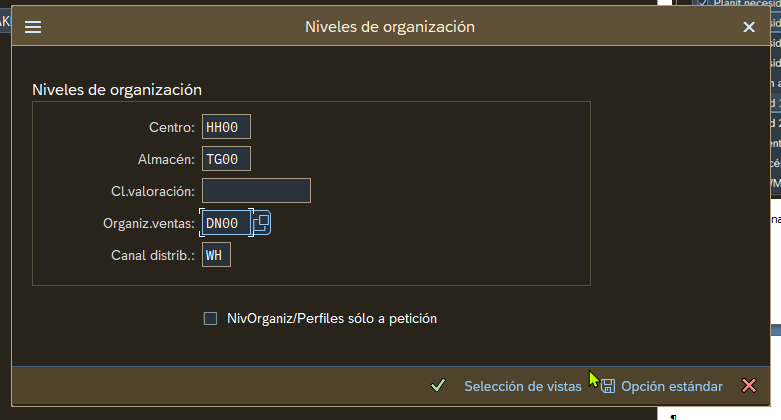 Niveles de organización
Niveles de organización
Centro: HH00
Almacén: TG00
Cl.valoración:
Organiz.ventas: DN00
Canal distrib.: WH
NivOrganiz/Perfiles sólo a petición
Selección de vistas Opción estándar